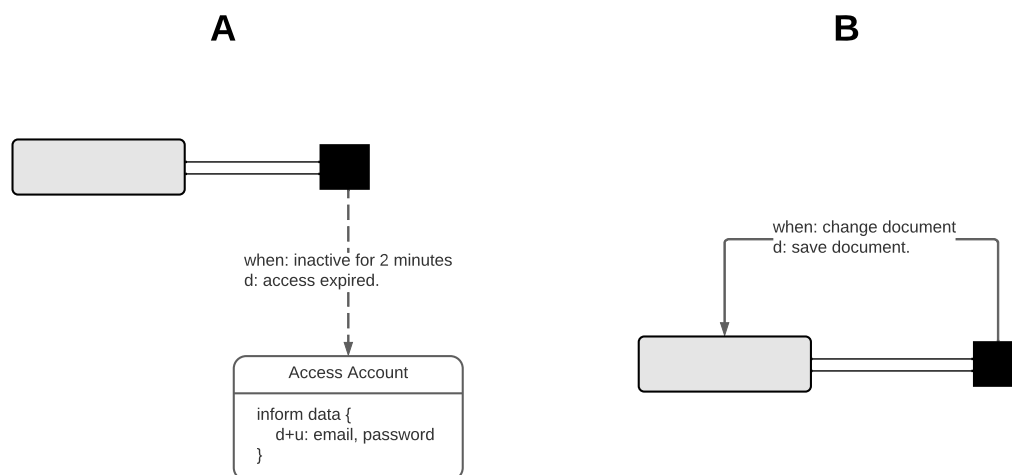 A
B
when: inactive for 2 minutes
d: access expired.
when: change document
d: save document.
Access Account
inform data {
d+u: email, password
}